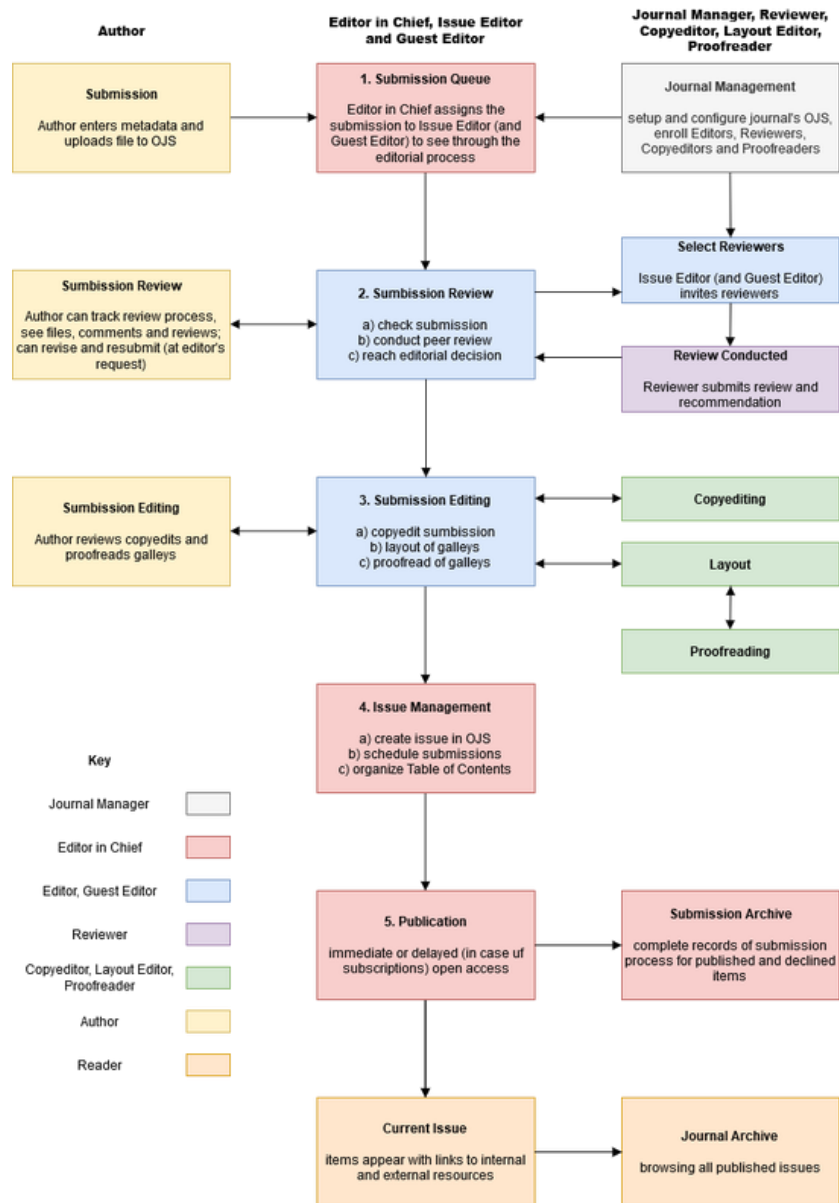 Author
Editor in Chief, Issue Editor
and Guest Editor
Journal Manager, Reviewer,
Copyeditor, Layout Editor,
Proofreader
Submission
Author enters metadata and
uploads file to OJS
1. Submission Queue
Editor in Chief assigns the
submission to Issue Editor (and
Guest Editor) to see through the
editorial process
Journal Management
setup and configure journal's OJS,
enroll Editors, Reviewers,
Copyeditors and Proofreaders
Select Reviewers
Issue Editor (and Guest Editor)
invites reviewers
Sumbission Review
Author can track review process,
see files, comments and reviews;
can revise and resubmit (at editor's
request)
2. Sumbission Review
a) check submission
b) conduct peer review
c) reach editorial decision
Review Conducted
Reviewer submits review and
recommendation
Sumbission Editing
Author reviews copyedits and
proofreads galleys
3. Submission Editing
a) copyedit sumbission
b) layout of galleys
c) proofread of galleys
Copyediting
Layout
Proofreading
4. Issue Management
a) create issue in OJS
b) schedule submissions
c) organize Table of Contents
Key
Journal Manager
Editor in Chief
Editor, Guest Editor
Reviewer
Copyeditor, Layout Editor,
Proofreader
Author
Reader
5. Publication
immediate or delayed (in case uf
subscriptions) open access
Submission Archive
complete records of submission
process for published and declined
items
Current Issue
items appear with links to internal
and external resources
Journal Archive
browsing all published issues